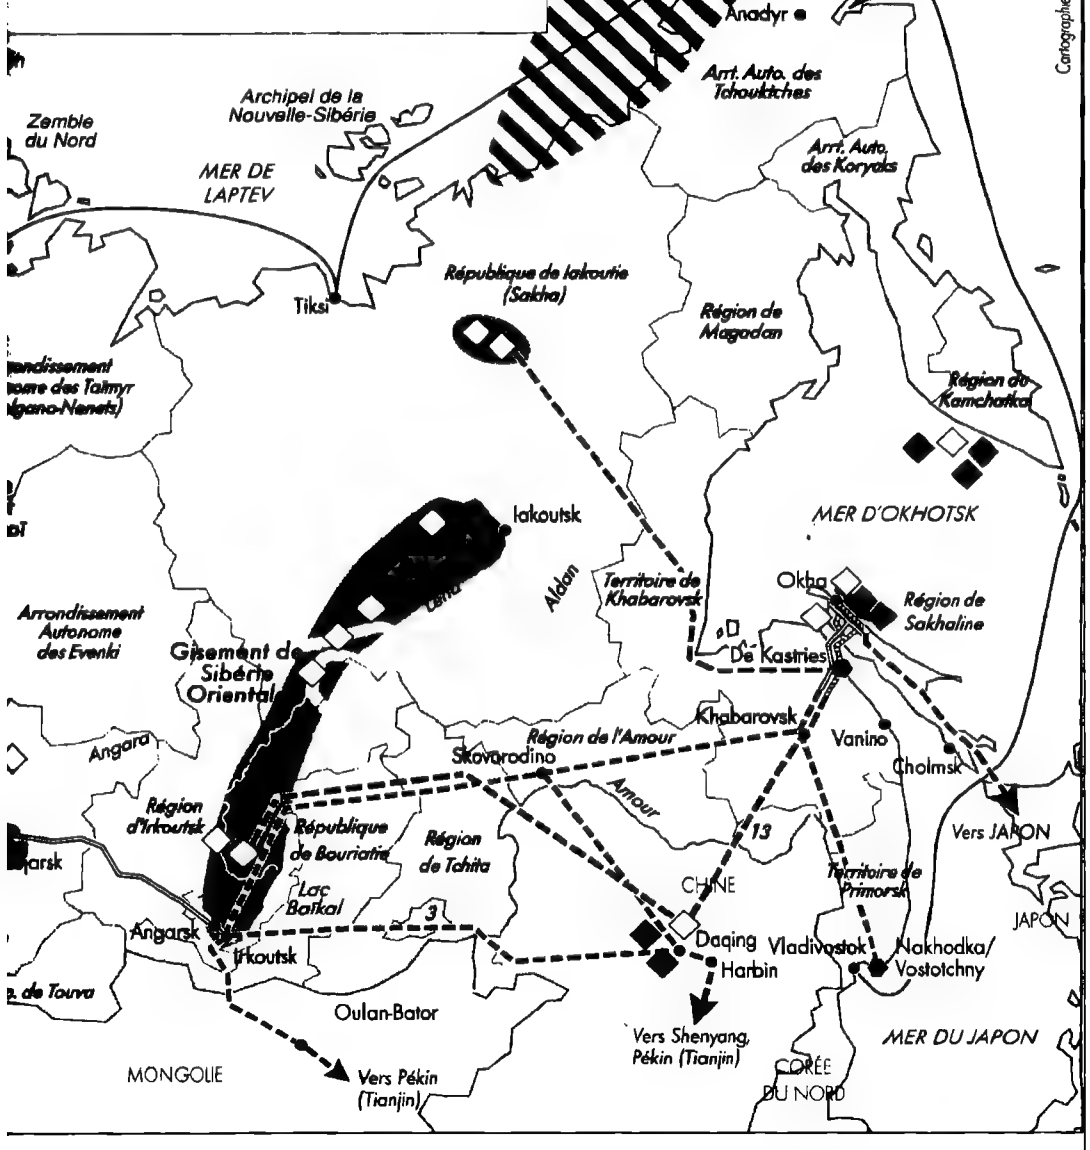 Anadyr
Cartographie
Arrt. Auto. des
Tchouktches
Archipel de la
Nouvelle-Sibérie
Zemble
du Nord
Arrt. Auto.
des Koryaks
MER DE
LAPTEV
République de Iakoutie
(Sakha)
Tiksi
Région de
Magadan
Région du
Kamchatka
MER D'OKHOTSK
Iakoutsk
Territoire de
Khabarovsk
Aldan
Lena
Okha
Région de
Sakhaline
Arrondissement
Autonome
des Evenki
Gisement de
Sibérie
Oriental
De Kastries
Khabarovsk
Région de l'Amour
Vanino
Skovorodino
Cholmsk
Angara
Amour
Région
d'Irkoutsk
République
de Bouriatie
Région
de Tchita
13
Vers JAPON
Territoire de
Primorsk
CHINE
Lac
Baïkal
3
JAPON
Angarsk
Irkoutsk
Daqing
Harbin
Vladivostok
Nakhodka/
Vostotchny
de Touva
Oulan-Bator
Vers Shenyang,
Pékin (Tianjin)
MER DU JAPON
MONGOLIE
Vers Pékin
(Tianjin)
CORÉE
DU NORD